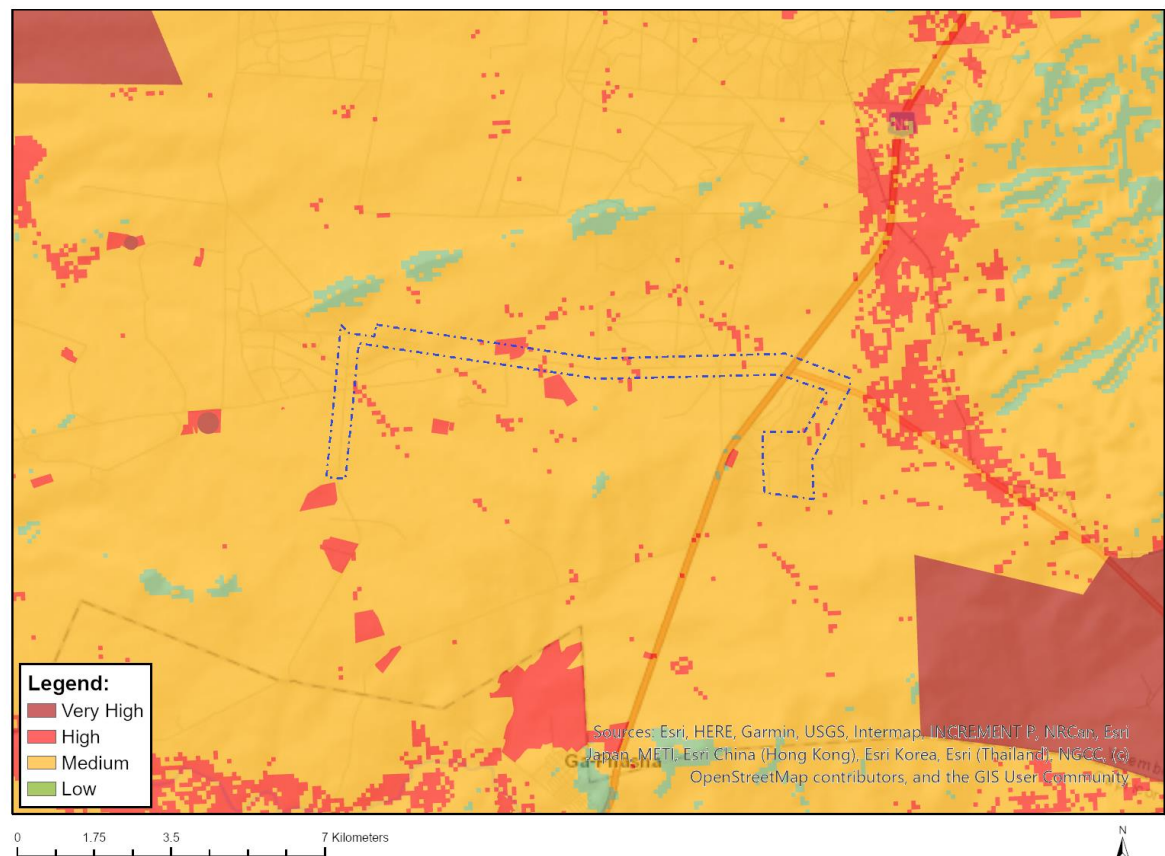 N1
Legend:
Very High
High
Medium
Low
Sources: Esri, HERE, Garmin, USGS, Intermap, INCREMENT P, NRCan, Esri
Japan, METI, Esri China (Hong Kong), Esri Korea, Esri (Thailand), NGCC, (c)
OpenStreetMap contributors, and the GIS User Community
0 1.75 3.5 7 Kilometers
N